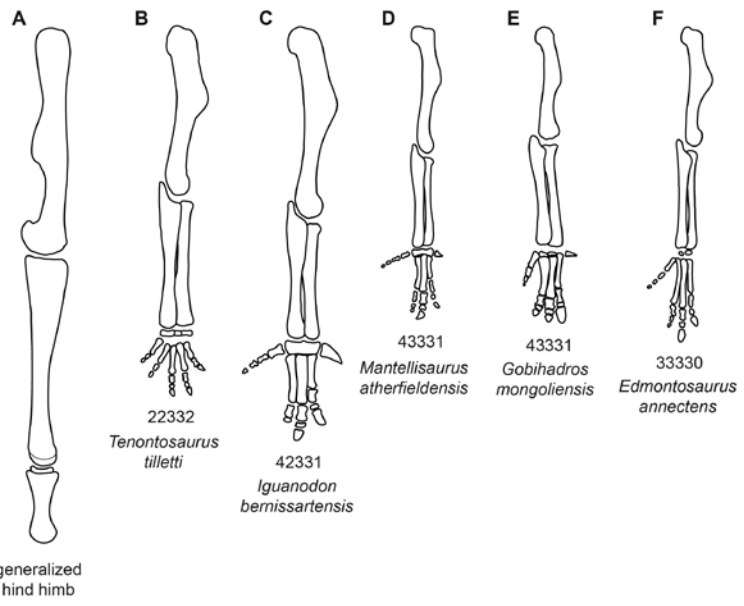 A
B
C
D
E
F
43331
Mantellisaurus
atherfieldensis
43331
Gobihadros
mongoliensis
33330
Edmontosaurus
annectens
22332
Tenontosaurus
tilletti
42331
Iguanodon
bernissartensis
generalized
hind himb